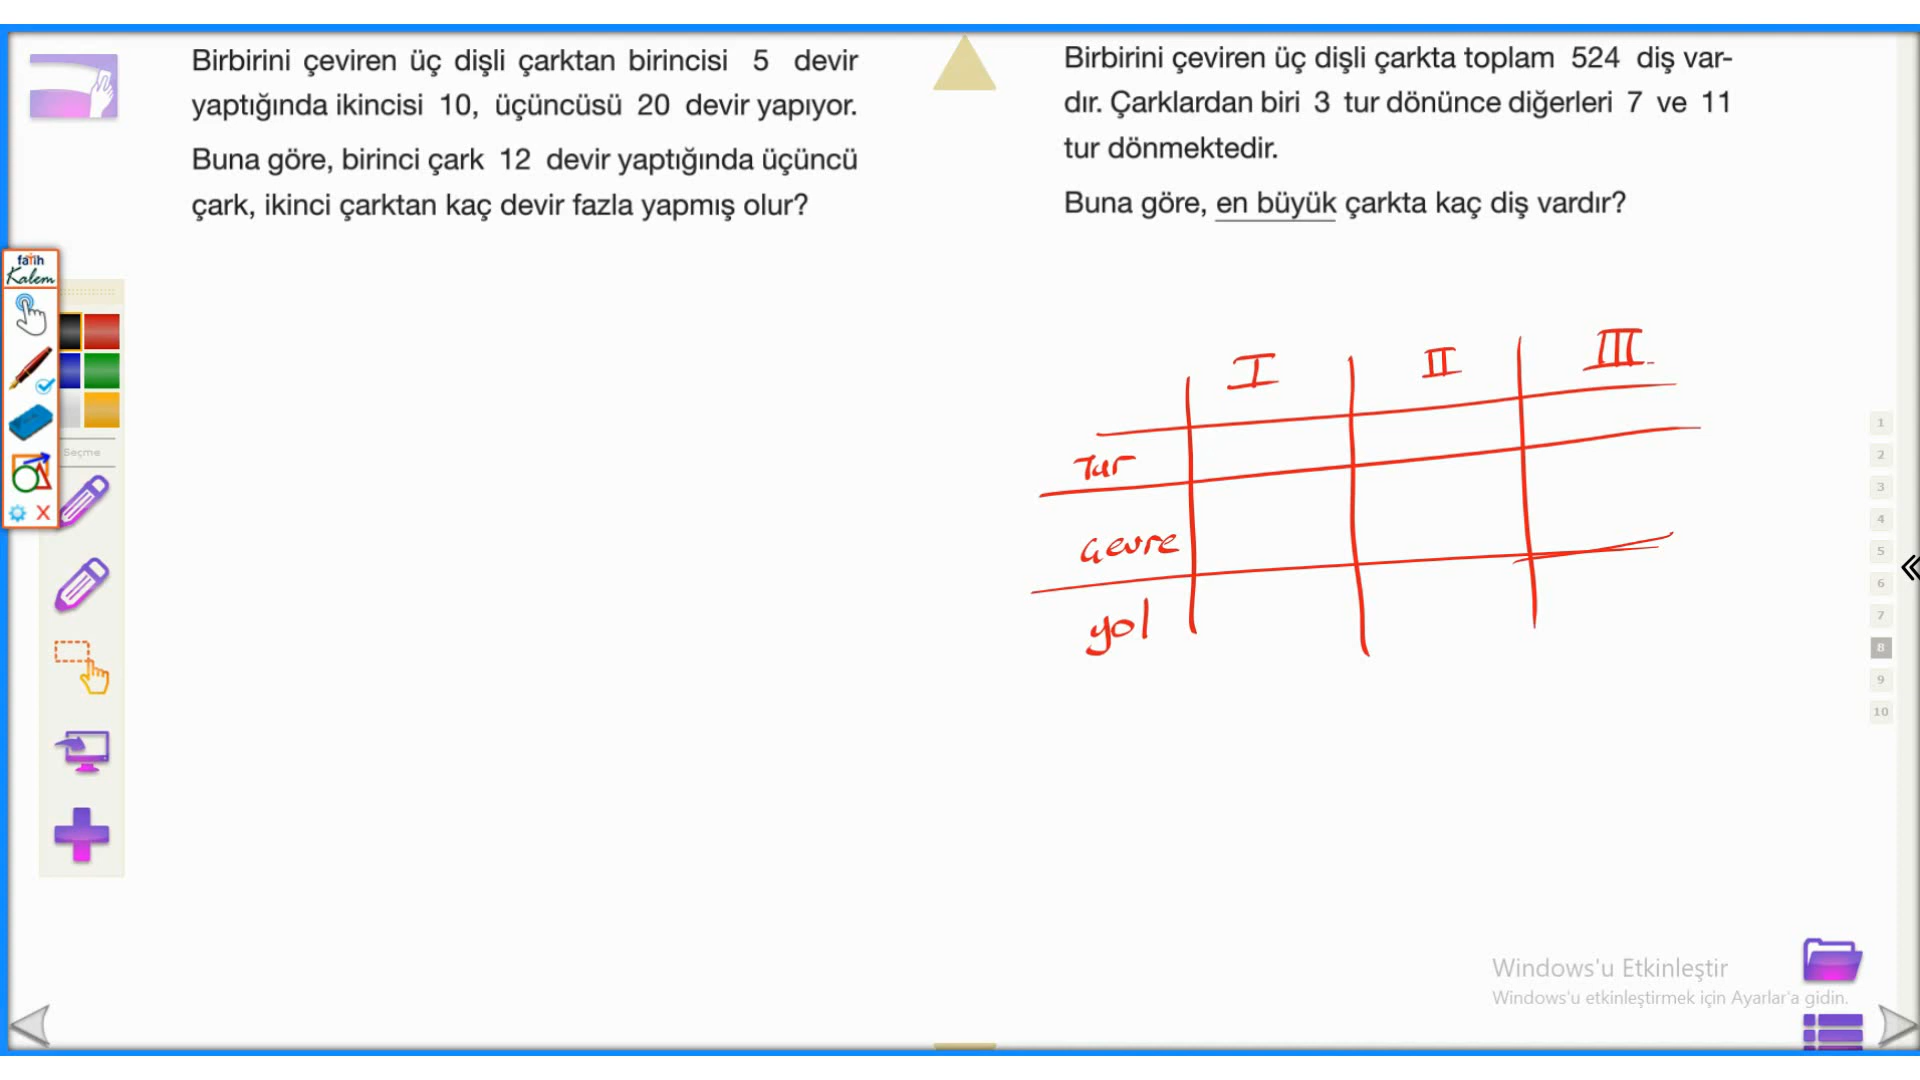 Birbirini çeviren üç dişli çarktan birincisi 5 devir
yaptığında ikincisi 10, üçüncüsü 20 devir yapıyor.
Buna göre, birinci çark 12 devir yaptığında üçüncü
çark, ikinci çarktan kaç devir fazla yapmış olur?
Birbirini çeviren üç dişli çarkta toplam 524 diş var-
dır. Çarklardan biri 3 tur dönünce diğerleri 7 ve 11
tur dönmektedir.
Buna göre, en büyük çarkta kaç diş vardır?
fatih
Kalem
Seçme
I II III
Tur
Çevre
yol
1
2
3
4
5
6
7
8
9
10
Windows'u Etkinleştir
Windows'u etkinleştirmek için Ayarlar'a gidin.